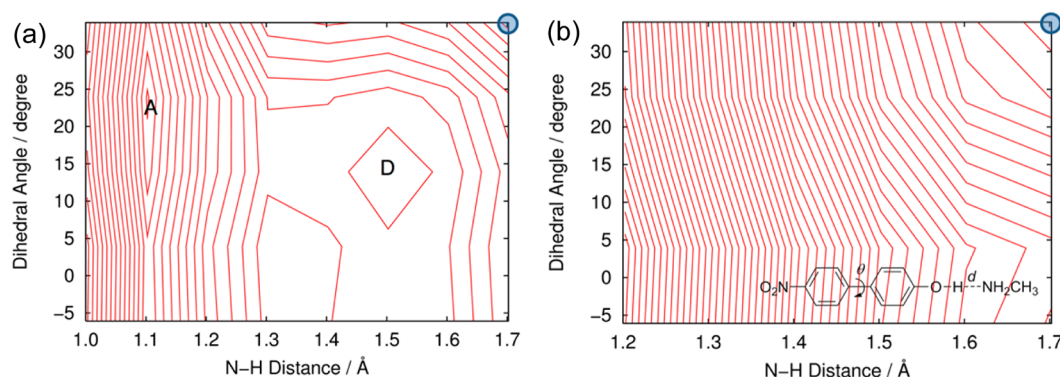 (a)
Dihedral Angle / degree
30
25
20
15
10
5
0
−5
A
D
1.0 1.1 1.2 1.3 1.4 1.5 1.6 1.7
N−H Distance / Å
(b)
Dihedral Angle / degree
30
25
20
15
10
5
0
−5
θ
d
O₂N O H NH₂CH₃
1.2 1.3 1.4 1.5 1.6 1.7
N−H Distance / Å